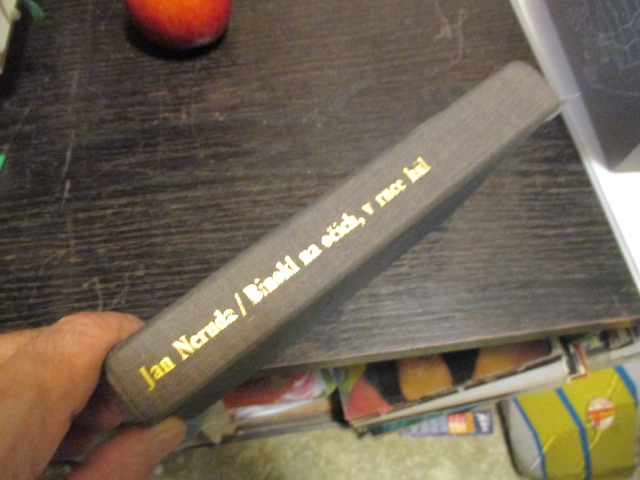 Jan Neruda / Binokl na očích, v ruce hůl